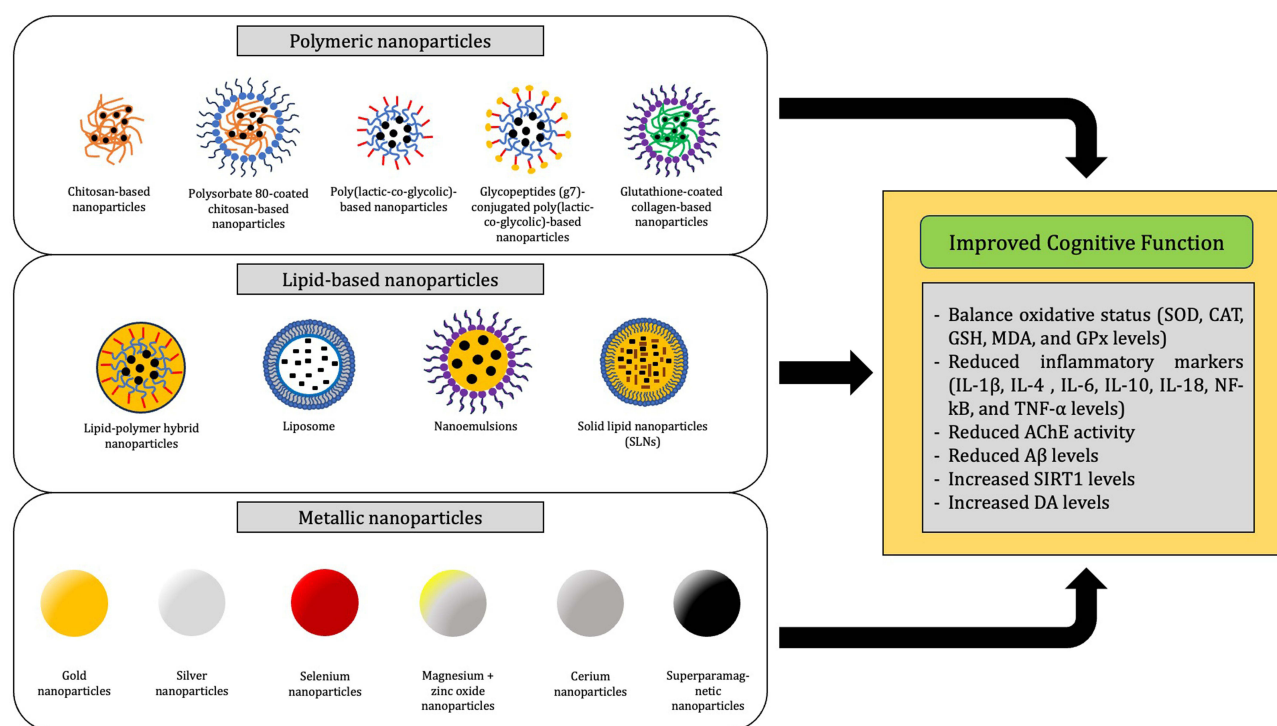 Polymeric nanoparticles
Chitosan-based
nanoparticles
Polysorbate 80-coated
chitosan-based
nanoparticles
Poly(lactic-co-glycolic)-
based nanoparticles
Glycopeptides (g7)-
conjugated poly(lactic-
co-glycolic)-based
nanoparticles
Glutathione-coated
collagen-based
nanoparticles
Lipid-based nanoparticles
Lipid-polymer hybrid
nanoparticles
Liposome
Nanoemulsions
Solid lipid nanoparticles
(SLNs)
Metallic nanoparticles
Gold
nanoparticles
Silver
nanoparticles
Selenium
nanoparticles
Magnesium +
zinc oxide
nanoparticles
Cerium
nanoparticles
Superparamag-
netic
nanoparticles
Improved Cognitive Function
- Balance oxidative status (SOD, CAT,
GSH, MDA, and GPx levels)
- Reduced inflammatory markers
(IL-1β, IL-4 , IL-6, IL-10, IL-18, NF-
kB, and TNF-α levels)
- Reduced AChE activity
- Reduced Aβ levels
- Increased SIRT1 levels
- Increased DA levels